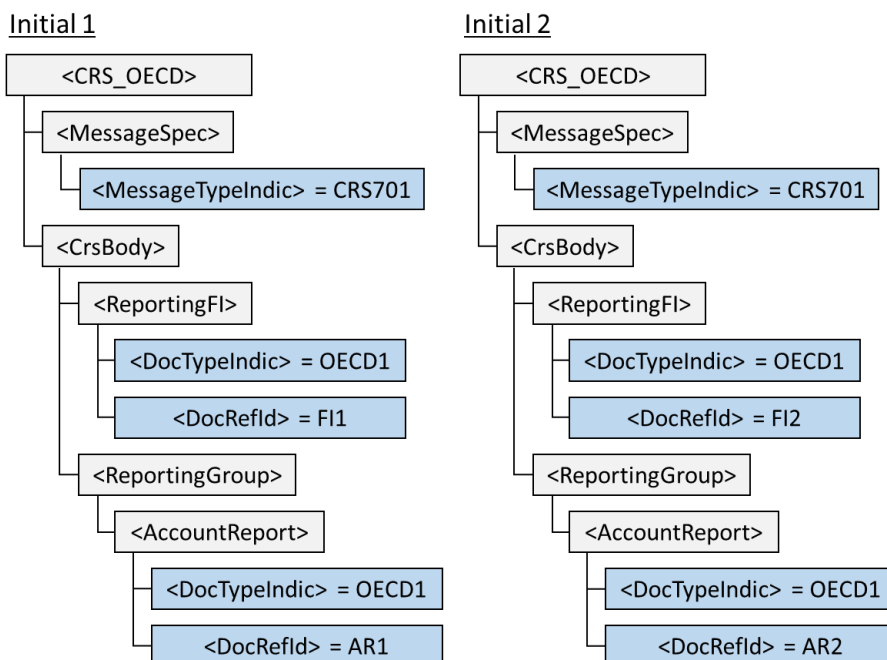 Initial 1
<CRS_OECD>
<MessageSpec>
<MessageTypeIndic> = CRS701
<CrsBody>
<ReportingFI>
<DocTypeIndic> = OECD1
<DocRefId> = FI1
<ReportingGroup>
<AccountReport>
<DocTypeIndic> = OECD1
<DocRefId> = AR1
Initial 2
<CRS_OECD>
<MessageSpec>
<MessageTypeIndic> = CRS701
<CrsBody>
<ReportingFI>
<DocTypeIndic> = OECD1
<DocRefId> = FI2
<ReportingGroup>
<AccountReport>
<DocTypeIndic> = OECD1
<DocRefId> = AR2